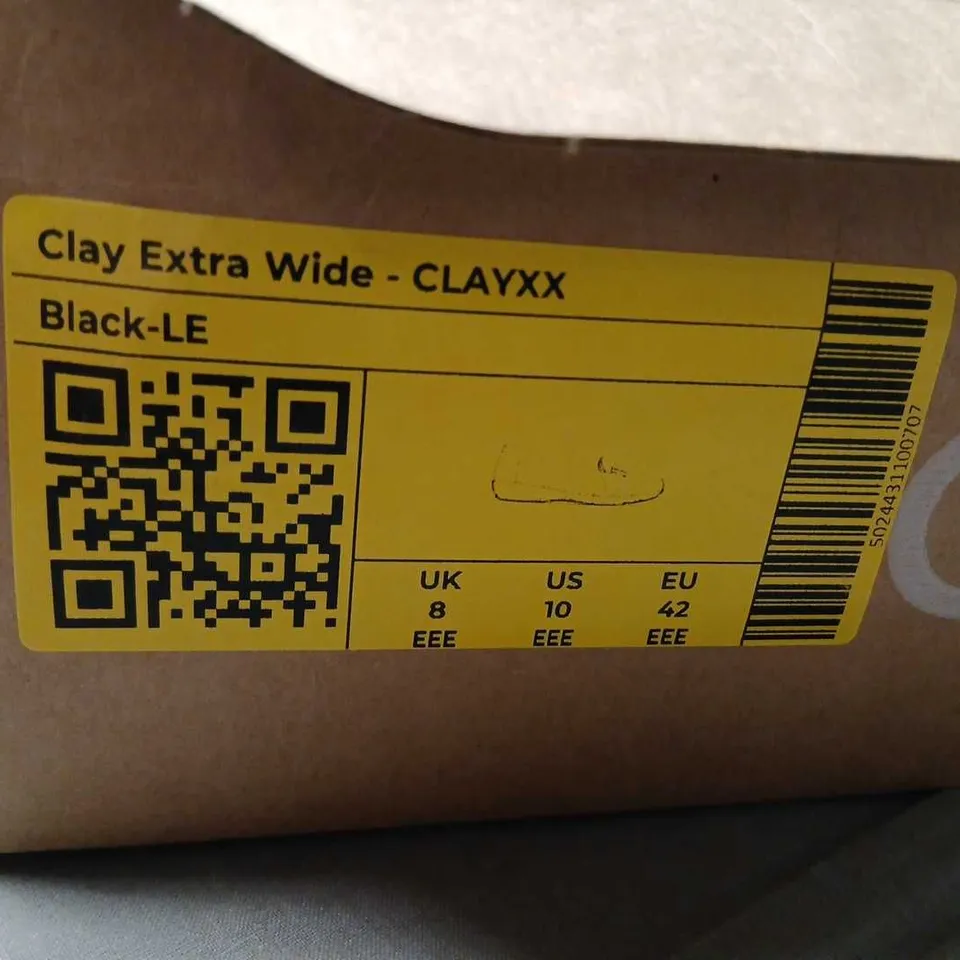 Clay Extra Wide - CLAYXX
Black-LE
UK US EU
8 10 42
EEE EEE EEE
5024431100707